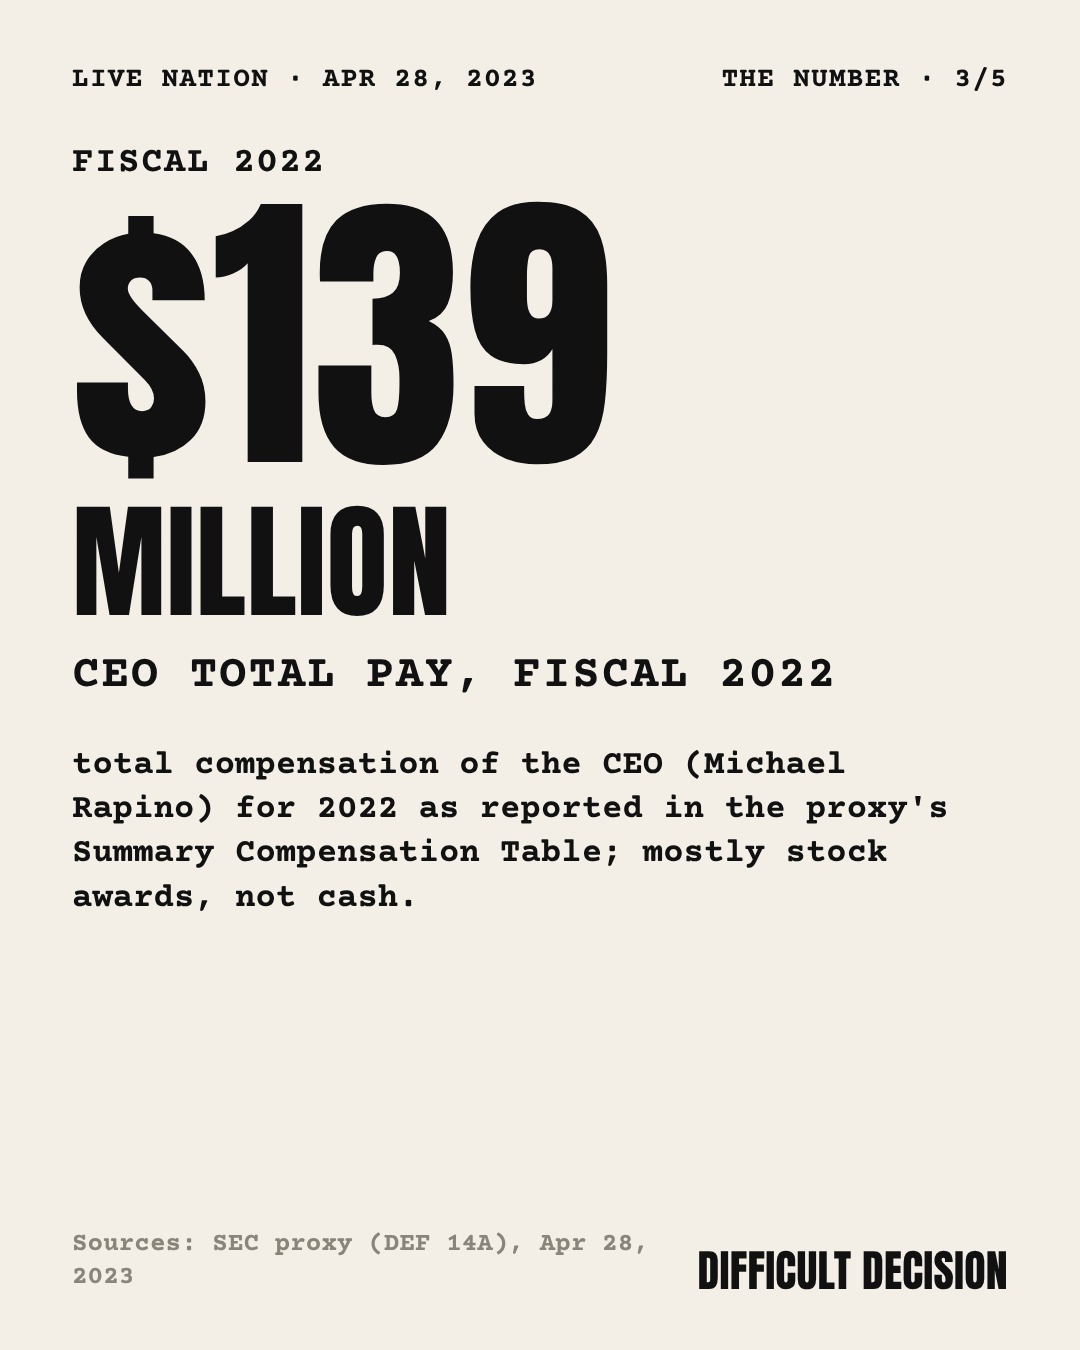 LIVE NATION · APR 28, 2023
THE NUMBER · 3/5
FISCAL 2022
$139
MILLION
CEO TOTAL PAY, FISCAL 2022
total compensation of the CEO (Michael
Rapino) for 2022 as reported in the proxy's
Summary Compensation Table; mostly stock
awards, not cash.
Sources: SEC proxy (DEF 14A), Apr 28,
2023
DIFFICULT DECISION